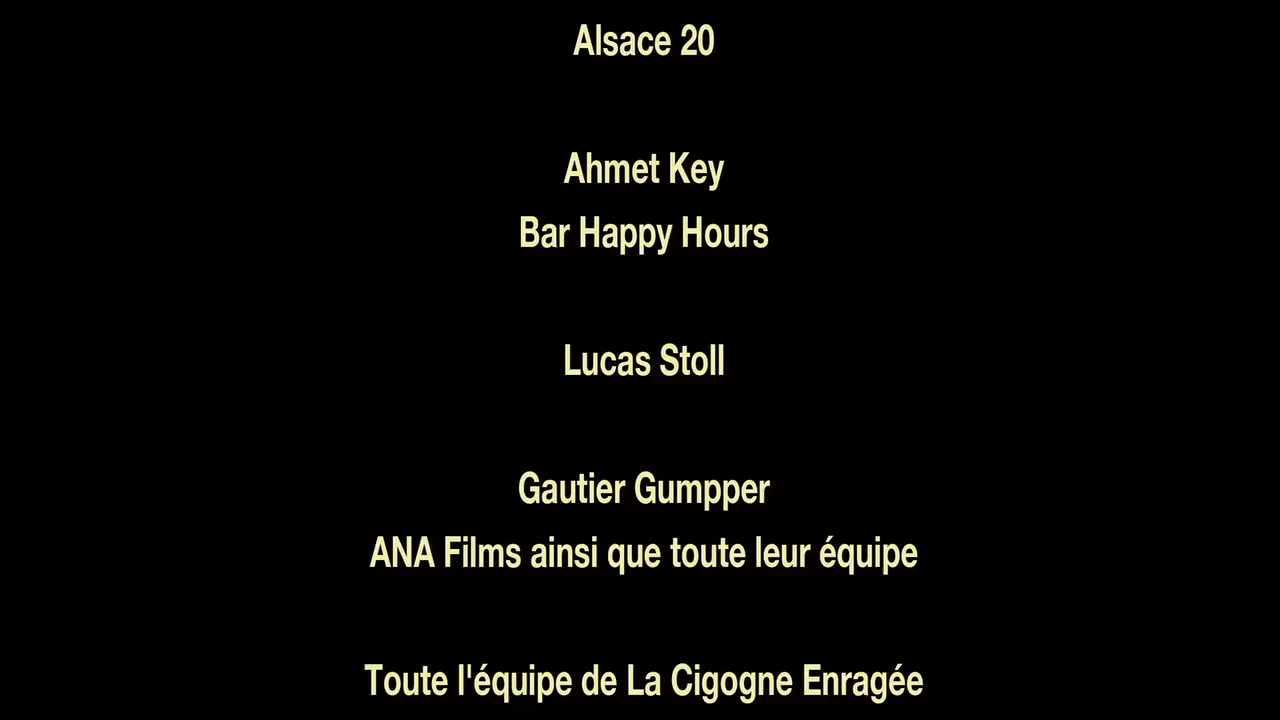 Alsace 20
Ahmet Key
Bar Happy Hours
Lucas Stoll
Gautier Gumpper
ANA Films ainsi que toute leur équipe
Toute l'équipe de La Cigogne Enragée